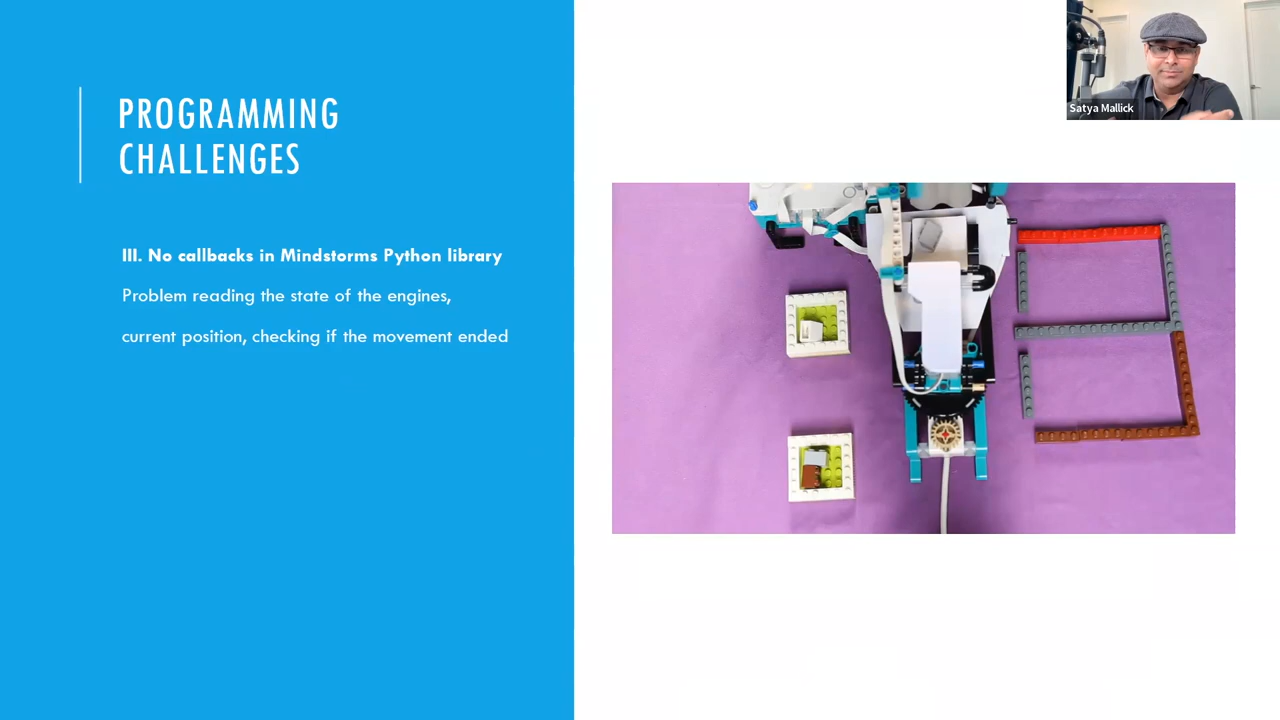 PROGRAMMING
CHALLENGES
III. No callbacks in Mindstorms Python library
Problem reading the state of the engines,
current position, checking if the movement ended
Satya Mallick